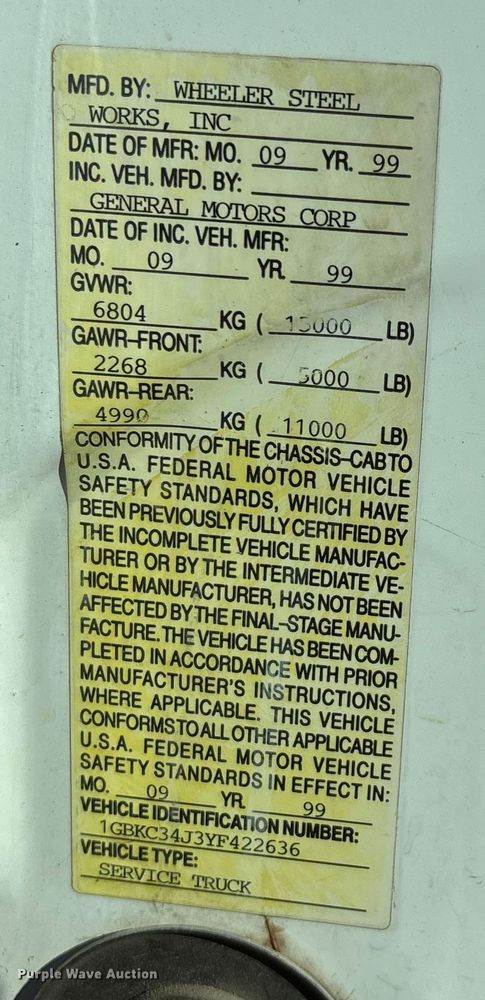 MFD. BY: WHEELER STEEL
WORKS, INC
DATE OF MFR: MO. 09 YR. 99
INC. VEH. MFD. BY:
GENERAL MOTORS CORP
DATE OF INC. VEH. MFR:
MO. 09 YR. 99
GVWR:
6804 KG ( 15000 LB)
GAWR-FRONT:
2268 KG ( 5000 LB)
GAWR-REAR:
4990 KG ( 11000 LB)
CONFORMITY OF THE CHASSIS-CAB TO
U.S.A. FEDERAL MOTOR VEHICLE
SAFETY STANDARDS, WHICH HAVE
BEEN PREVIOUSLY FULLY CERTIFIED BY
THE INCOMPLETE VEHICLE MANUFAC-
TURER OR BY THE INTERMEDIATE VE-
HICLE MANUFACTURER, HAS NOT BEEN
AFFECTED BY THE FINAL-STAGE MANU-
FACTURE. THE VEHICLE HAS BEEN COM-
PLETED IN ACCORDANCE WITH PRIOR
MANUFACTURER'S INSTRUCTIONS,
WHERE APPLICABLE. THIS VEHICLE
CONFORMS TO ALL OTHER APPLICABLE
U.S.A. FEDERAL MOTOR VEHICLE
SAFETY STANDARDS IN EFFECT IN:
MO. 09 YR. 99
VEHICLE IDENTIFICATION NUMBER:
1GBKC34J3YF422636
VEHICLE TYPE:
SERVICE TRUCK
Purple Wave Auction